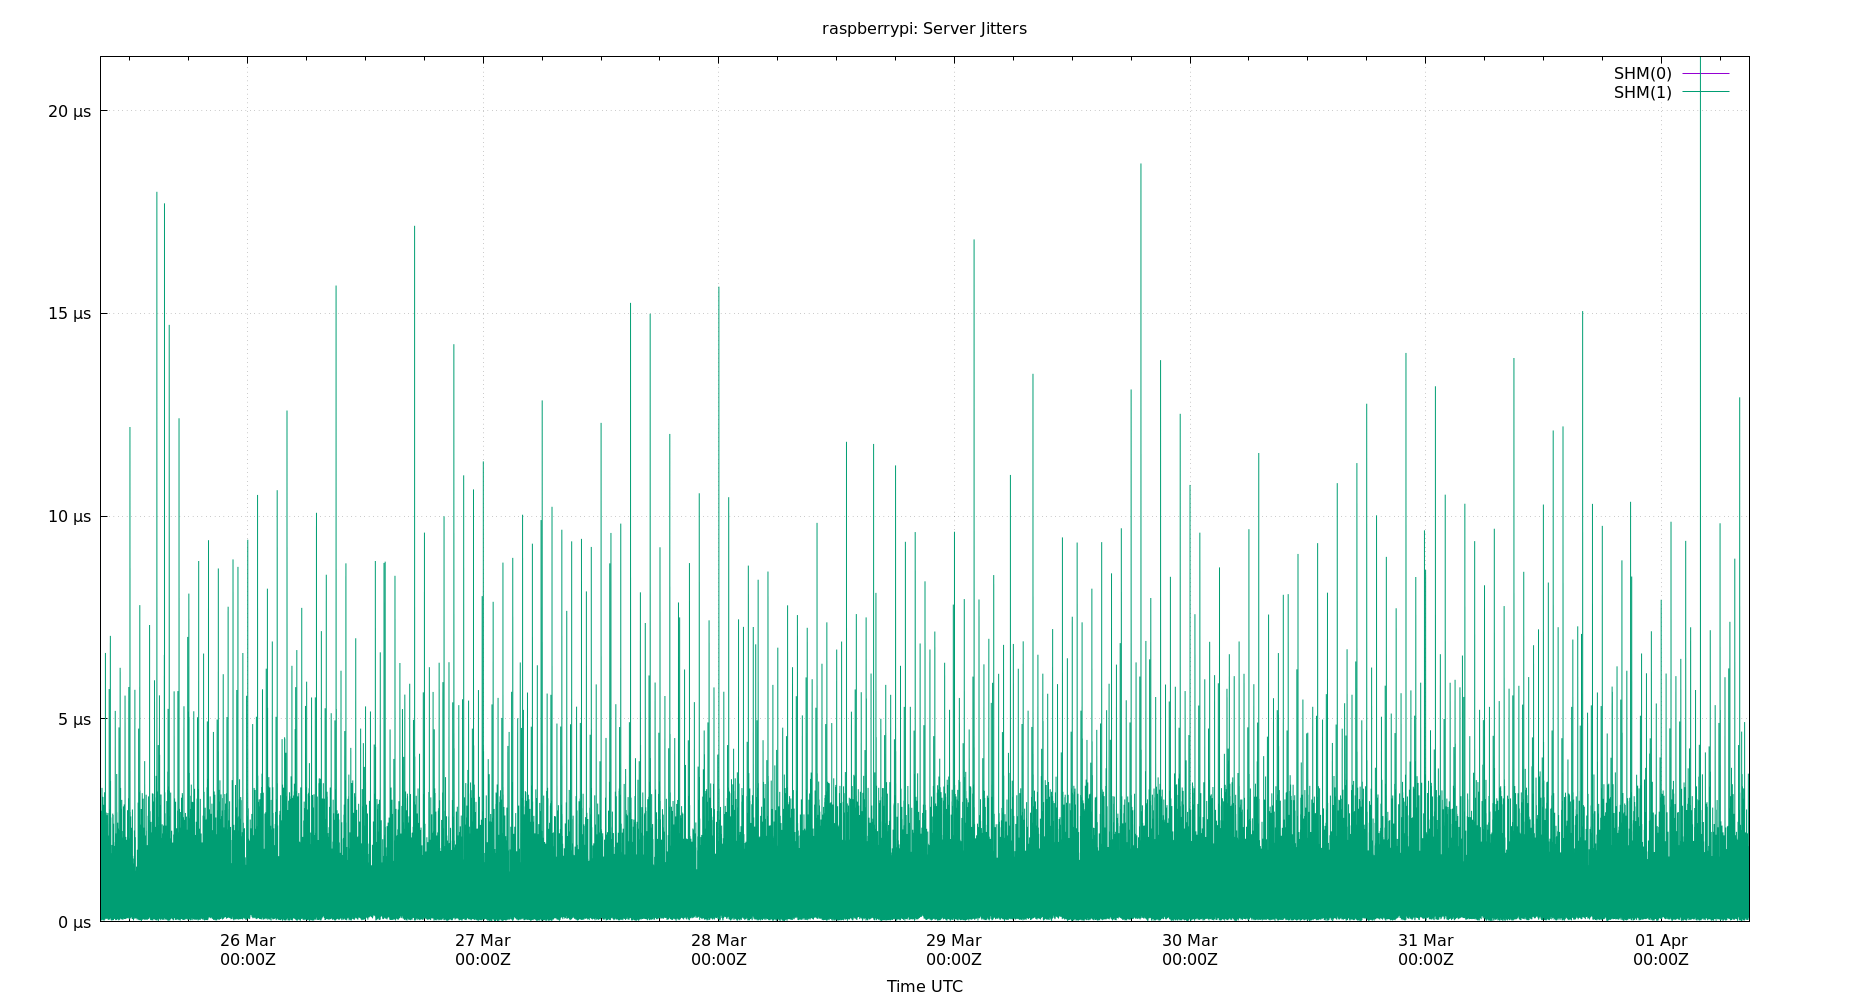 raspberrypi: Server Jitters
SHM(0)
SHM(1)
20 µs
15 µs
10 µs
5 µs
0 µs
26 Mar
00:00Z
27 Mar
00:00Z
28 Mar
00:00Z
29 Mar
00:00Z
30 Mar
00:00Z
31 Mar
00:00Z
01 Apr
00:00Z
Time UTC